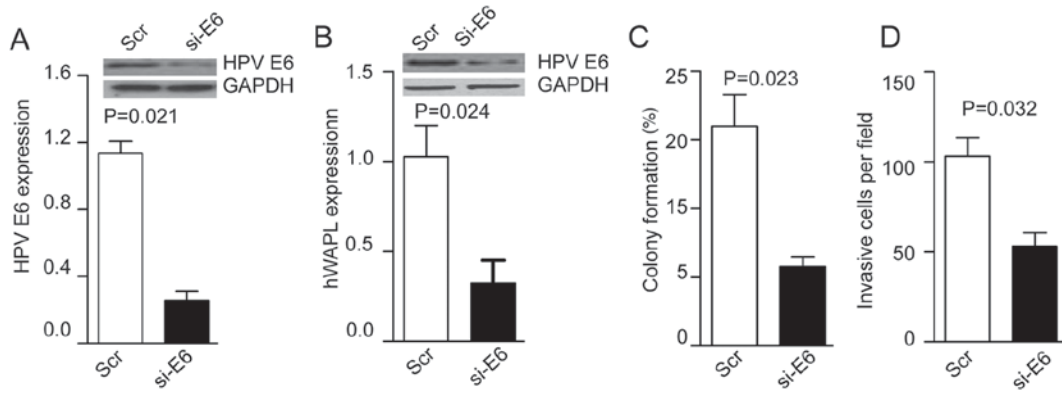 A
Scr si-E6
HPV E6
GAPDH
P=0.021
HPV E6 expression
1.6
1.2
0.8
0.4
0.0
Scr si-E6
B
Scr Si-E6
HPV E6
GAPDH
P=0.024
hWAPL expressionn
1.5
1.0
0.5
0.0
Scr si-E6
C
P=0.023
Colony formation (%)
25
20
15
5
0
Scr si-E6
D
P=0.032
Invasive cells per field
150
100
50
0
Scr si-E6